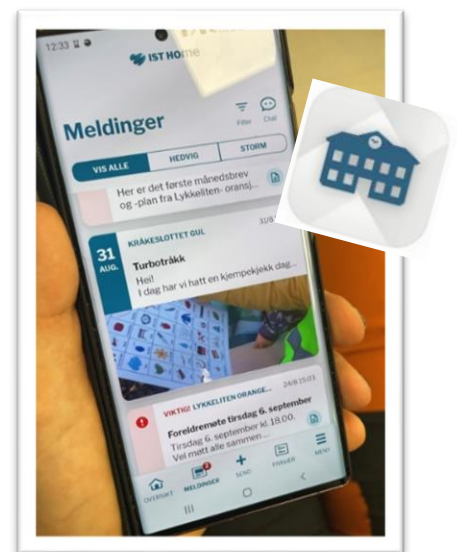 12:33
IST HOME
Meldinger
Filter
Chat
VIS ALLE
HEDVIG
STORM
Her er det første månedsbrev
og -plan fra Lykkeliten- oransj...
31
AUG.
KRÅKESLOTTET GUL
31/8
Turbotråkk
Hei!
I dag har vi hatt en kjempekjekk dag...
VIKTIG! LYKKELITEN ORANGE...
24/8 15:03
Foreldremøte tirsdag 6. september
Tirsdag 6. september kl. 18.00.
Vel møtt alle sammen...
OVERSIKT
MELDINGER
SEND
FRAVÆR
MENY